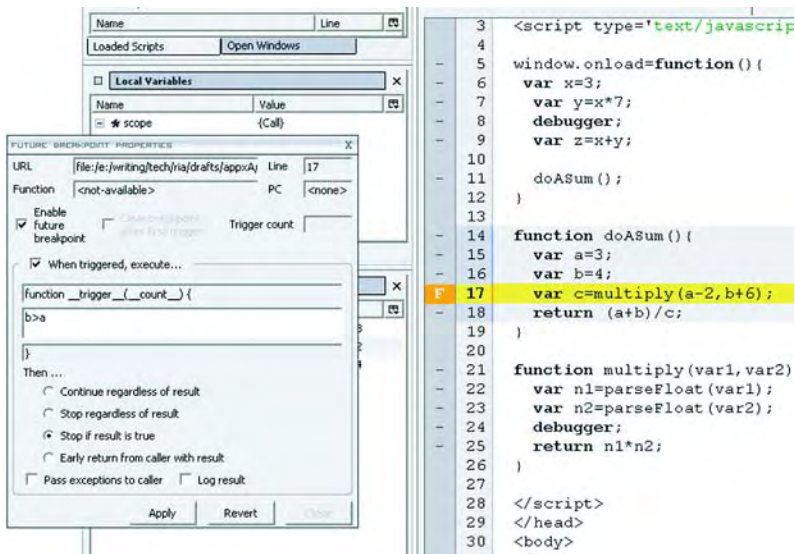 Name Line
Loaded Scripts Open Windows
Local Variables x
Name Value
scope {Call}
FUTURE BREAKPOINT PROPERTIES X
URL file:/e:/writing/tech/ria/drafts/appxA/ Line 17
Function <not-available> PC <none>
Enable future breakpoint Trigger count
When triggered, execute...
function __trigger__(__count__) {
b>a
}
Then ...
Continue regardless of result
Stop regardless of result
Stop if result is true
Early return from caller with result
Pass exceptions to caller Log result
Apply Revert Close
x
3
2
4
3 <script type='text/javascrip
4
5 window.onload=function(){
6 var x=3;
7 var y=x*7;
8 debugger;
9 var z=x+y;
10
11 doASum();
12 }
13
14 function doASum(){
15 var a=3;
16 var b=4;
F 17 var c=multiply(a-2,b+6);
18 return (a+b)/c;
19 }
20
21 function multiply(var1,var2)
22 var n1=parseFloat(var1);
23 var n2=parseFloat(var2);
24 debugger;
25 return n1*n2;
26 }
27
28 </script>
29 </head>
30 <body>